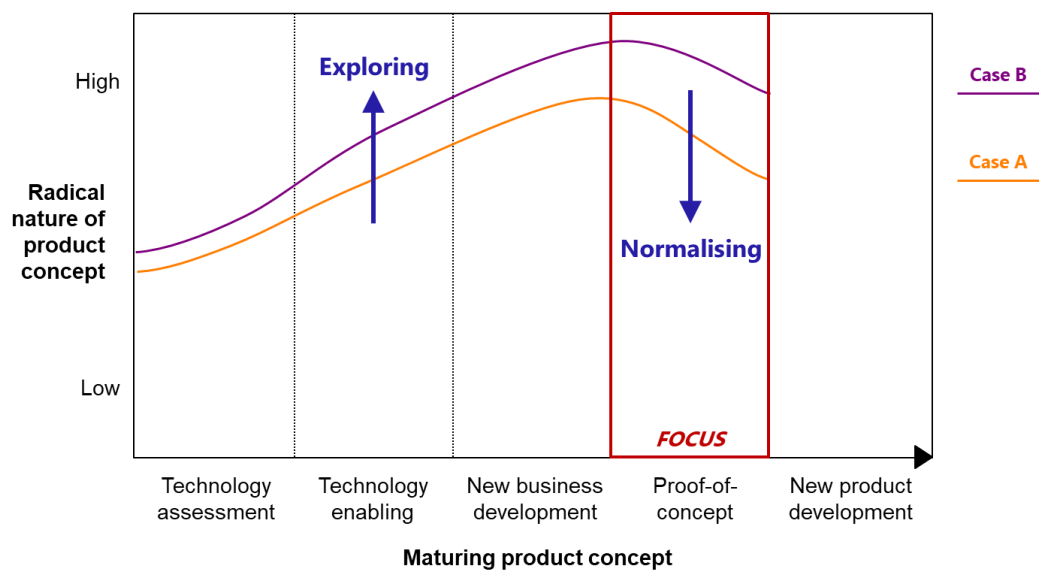 Exploring
High
Case B
Case A
Radical
nature of
product
concept
Normalising
Low
FOCUS
Technology
assessment
Technology
enabling
New business
development
Proof-of-
concept
New product
development
Maturing product concept